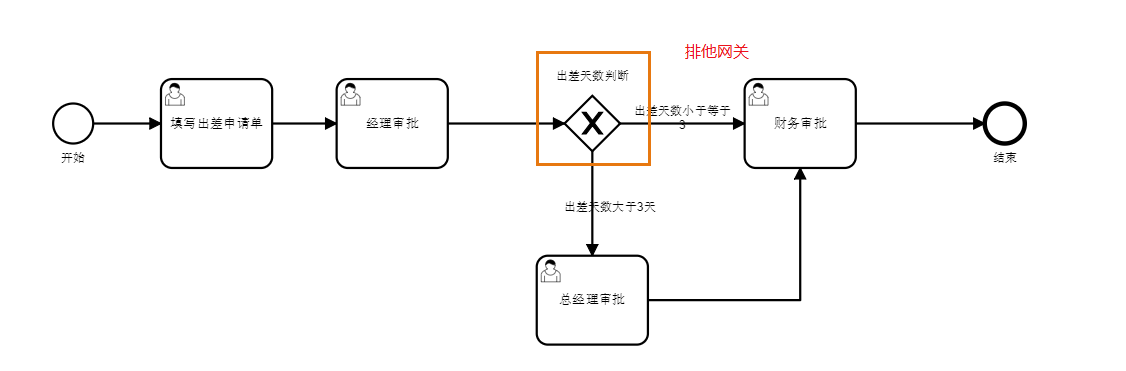 排他网关
出差天数判断
出差天数小于等于
3
填写出差申请单
经理审批
财务审批
开始
结束
出差天数大于3天
总经理审批